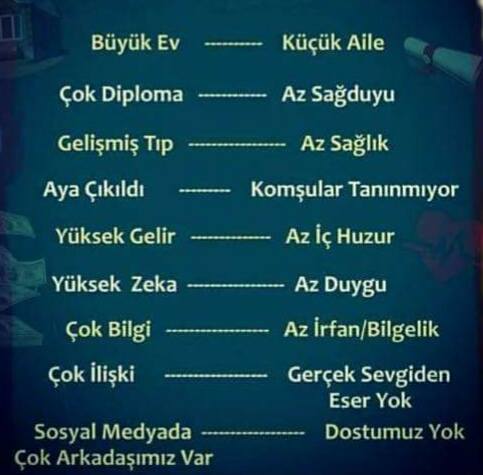 Büyük Ev ---------- Küçük Aile
Çok Diploma ------------ Az Sağduyu
Gelişmiş Tıp ----------------- Az Sağlık
Aya Çıkıldı --------- Komşular Tanınmıyor
Yüksek Gelir -------------- Az İç Huzur
Yüksek Zeka ----------------- Az Duygu
Çok Bilgi ------------------ Az İrfan/Bilgelik
Çok İlişki ------------------ Gerçek Sevgiden
Eser Yok
Sosyal Medyada ------------------ Dostumuz Yok
Çok Arkadaşımız Var